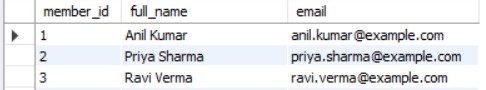 member_id full_name email
1 Anil Kumar anil.kumar@example.com
2 Priya Sharma priya.sharma@example.com
3 Ravi Verma ravi.verma@example.com